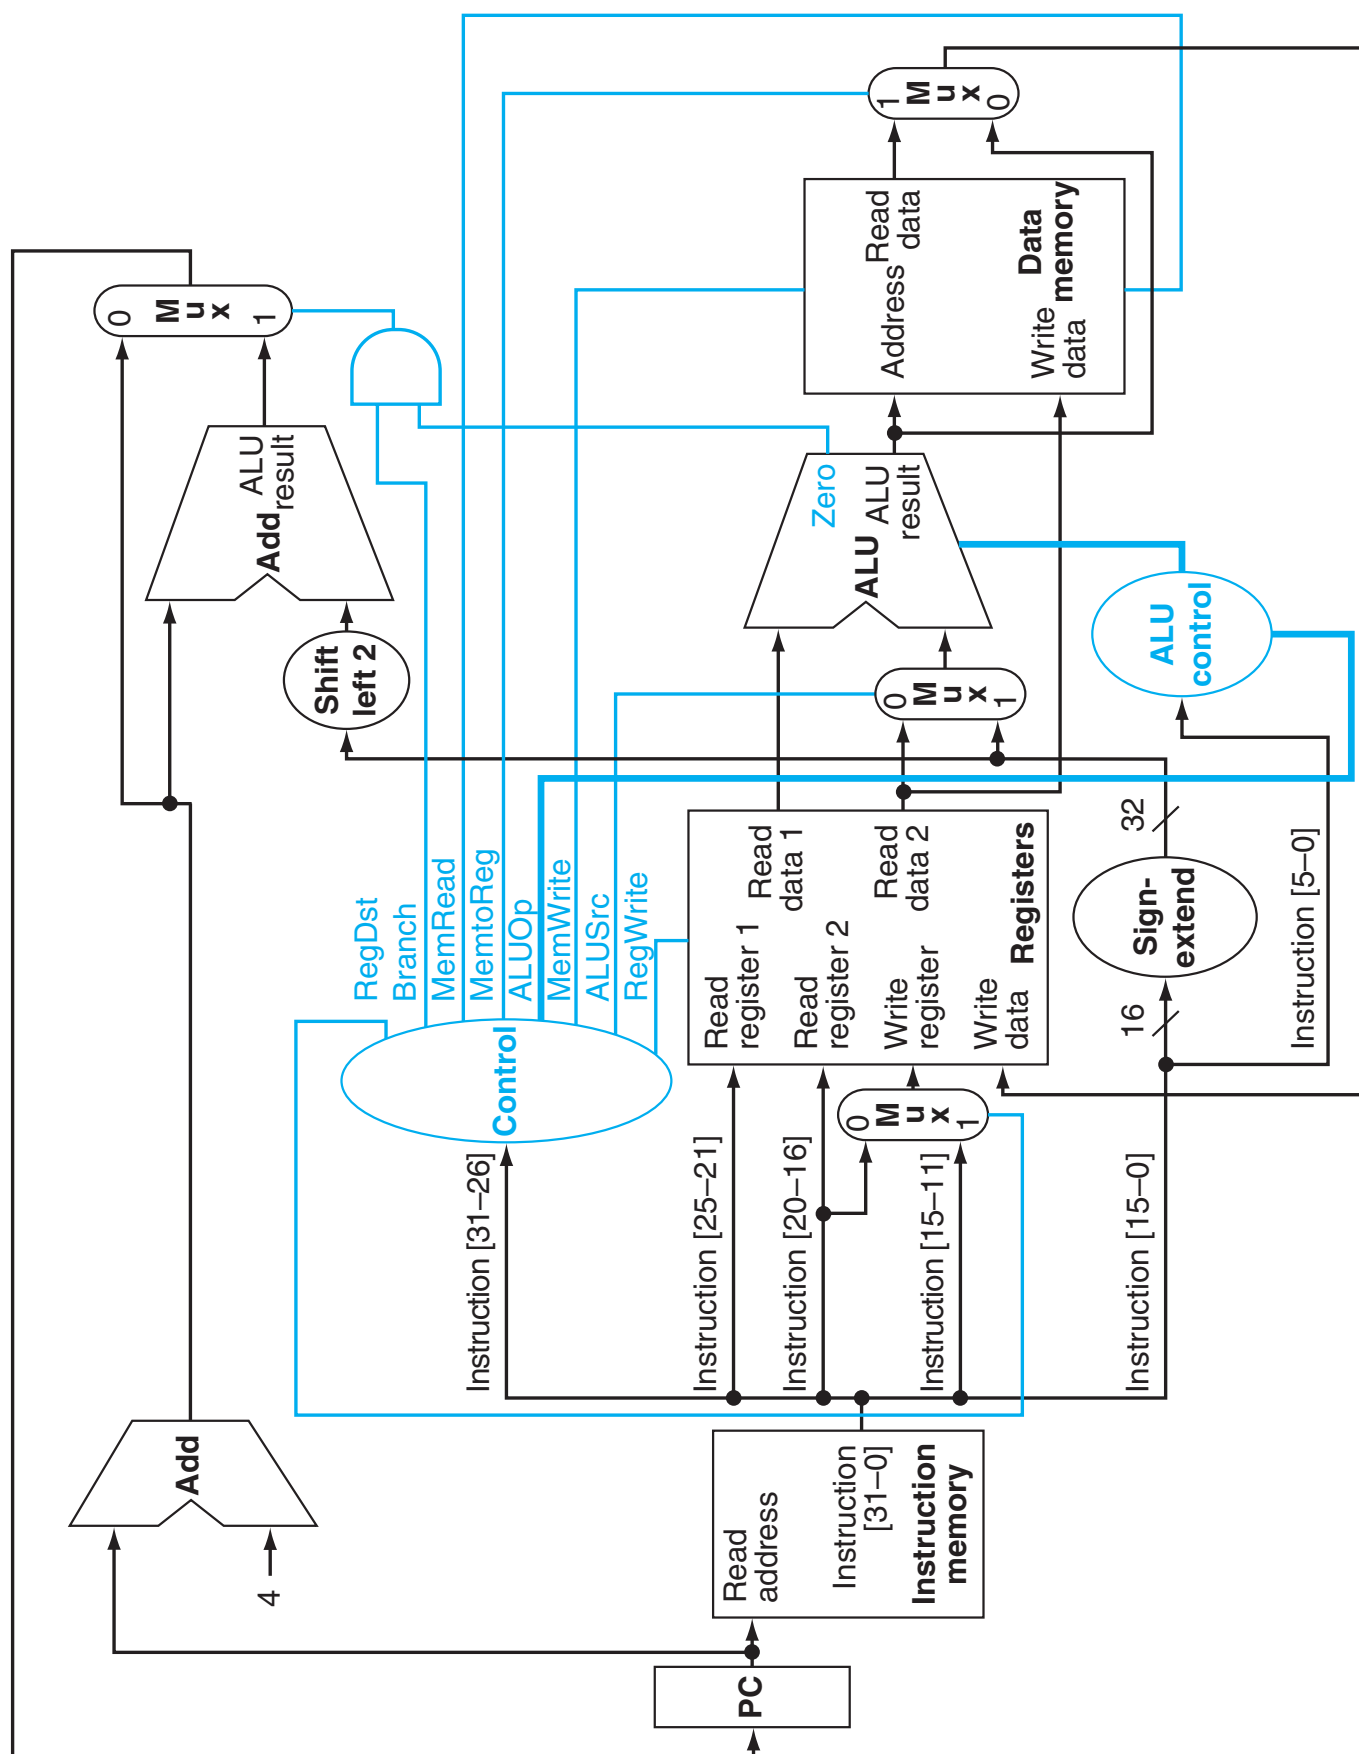 Add
4
PC
Read
address
Instruction
[31–0]
Instruction
memory
Instruction [31–26]
Instruction [25–21]
Instruction [20–16]
Instruction [15–11]
Instruction [15–0]
Instruction [5–0]
Control
RegDst
Branch
MemRead
MemtoReg
ALUOp
MemWrite
ALUSrc
RegWrite
0
M
u
x
1
Read
register 1
Read
register 2
Write
register
Write
data
Read
data 1
Read
data 2
Registers
16
Sign-
extend
32
Shift
left 2
Add
ALU
result
0
M
u
x
1
0
M
u
x
1
ALU
control
Zero
ALU
ALU
result
Address
Write
data
Read
data
Data
memory
1
M
u
x
0